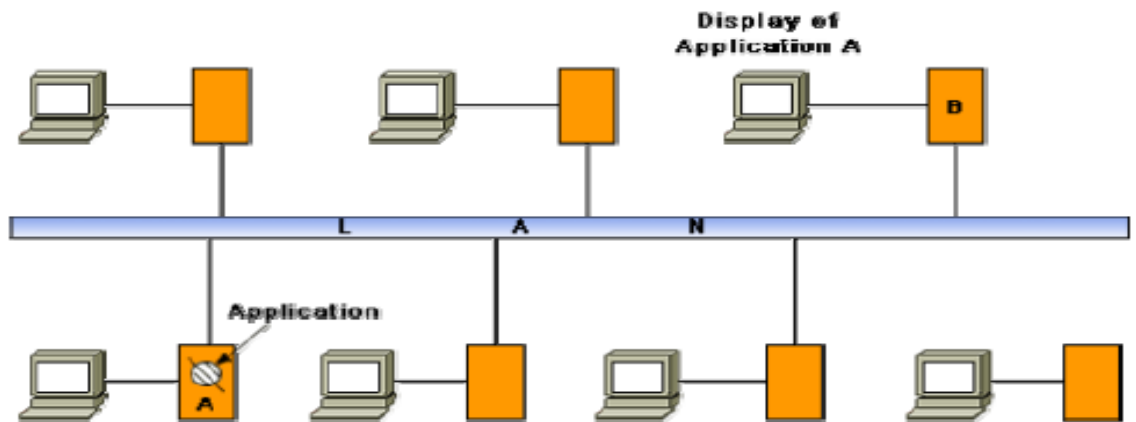 Display of
Application A
B
L A N
Application
A